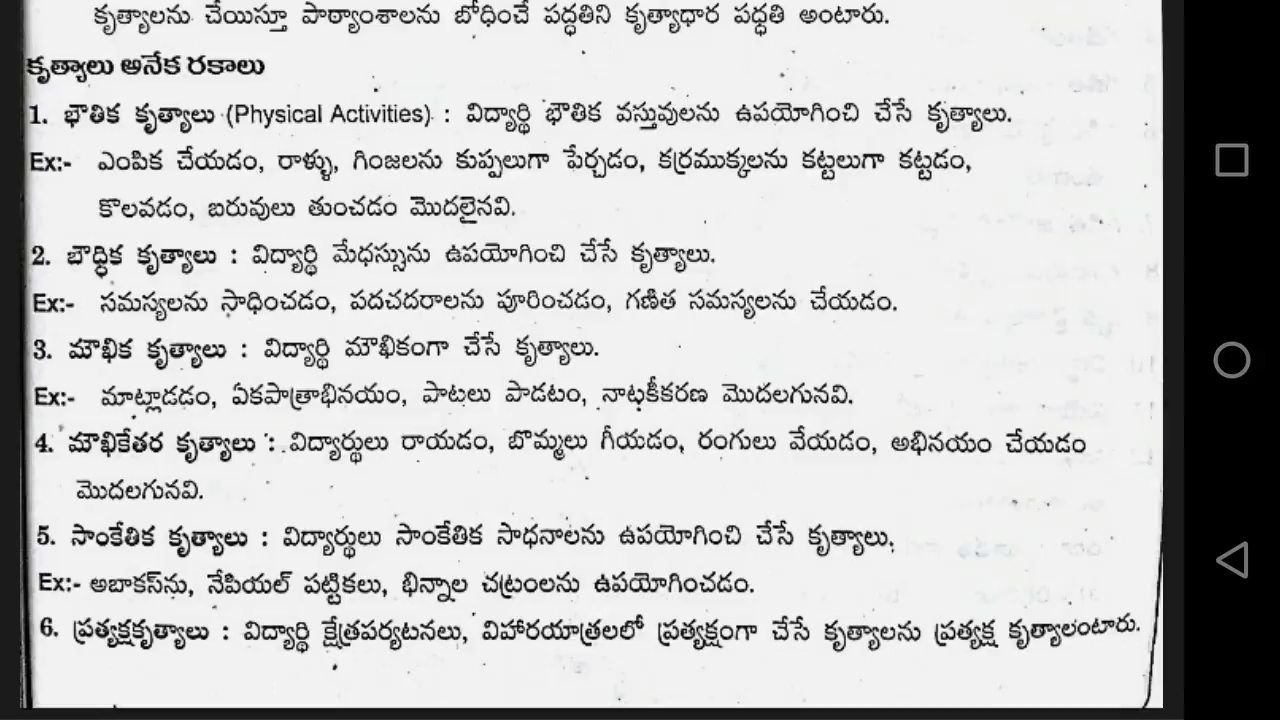 కృత్యాలను చేయిస్తూ పాఠ్యాంశాలను బోధించే పద్ధతిని కృత్యాధార పద్ధతి అంటారు.
కృత్యాలు అనేక రకాలు
1. భౌతిక కృత్యాలు (Physical Activities) : విద్యార్థి భౌతిక వస్తువులను ఉపయోగించి చేసే కృత్యాలు.
Ex:- ఎంపిక చేయడం, రాళ్ళు, గింజలను కుప్పలుగా పేర్చడం, కర్రముక్కలను కట్టలుగా కట్టడం,
కొలవడం, బరువులు తుంచడం మొదలైనవి.
2. బౌద్ధిక కృత్యాలు : విద్యార్థి మేధస్సును ఉపయోగించి చేసే కృత్యాలు.
Ex:- సమస్యలను సాధించడం, పదచదరాలను పూరించడం, గణిత సమస్యలను చేయడం.
3. మౌఖిక కృత్యాలు : విద్యార్థి మౌఖికంగా చేసే కృత్యాలు.
Ex:- మాట్లాడడం, ఏకపాత్రాభినయం, పాటలు పాడటం, నాటకీకరణ మొదలగునవి.
4. మౌఖికేతర కృత్యాలు : విద్యార్థులు రాయడం, బొమ్మలు గీయడం, రంగులు వేయడం, అభినయం చేయడం
మొదలగునవి.
5. సాంకేతిక కృత్యాలు : విద్యార్థులు సాంకేతిక సాధనాలను ఉపయోగించి చేసే కృత్యాలు.
Ex:- అబాకస్‌ను, నేపియల్ పట్టికలు, భిన్నాల చట్రంలను ఉపయోగించడం.
6. ప్రత్యక్షకృత్యాలు : విద్యార్థి క్షేత్రపర్యటనలు, విహారయాత్రలలో ప్రత్యక్షంగా చేసే కృత్యాలను ప్రత్యక్ష కృత్యాలంటారు.